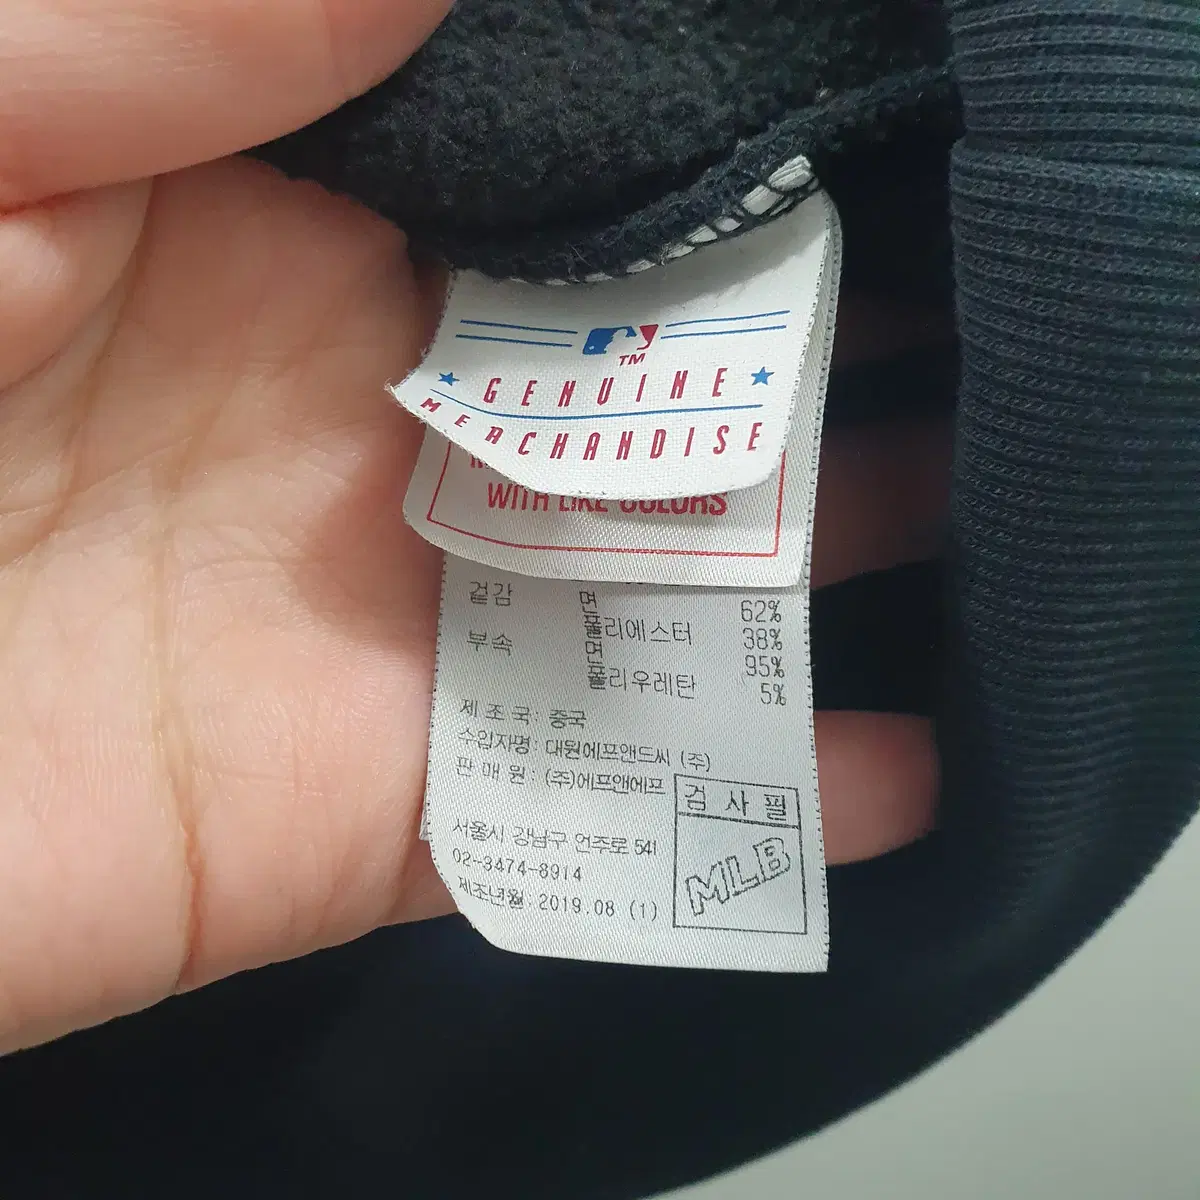 TM
GENUINE
MERCHANDISE
WITH LIKE COLORS
겉감 면 62%
폴리에스터 38%
부속 면 95%
폴리우레탄 5%
제조국: 중국
수입자명: 대원에프앤드씨 (주)
판매원: (주)에프앤에프
서울시 강남구 언주로 541
02-3474-8914
제조년월 2019.08 (1)
검사필
MLB